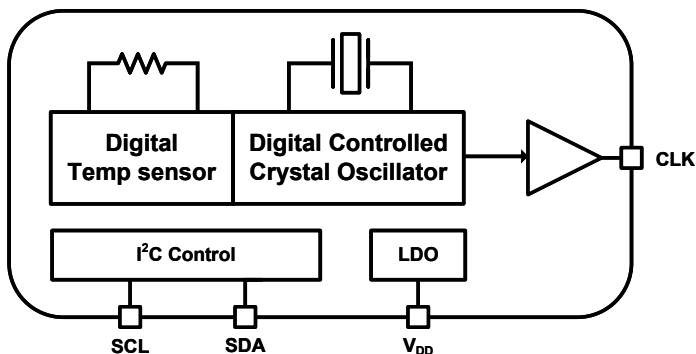 Digital
Temp sensor
Digital Controlled
Crystal Oscillator
CLK
I²C Control
LDO
SCL
SDA
V_DD